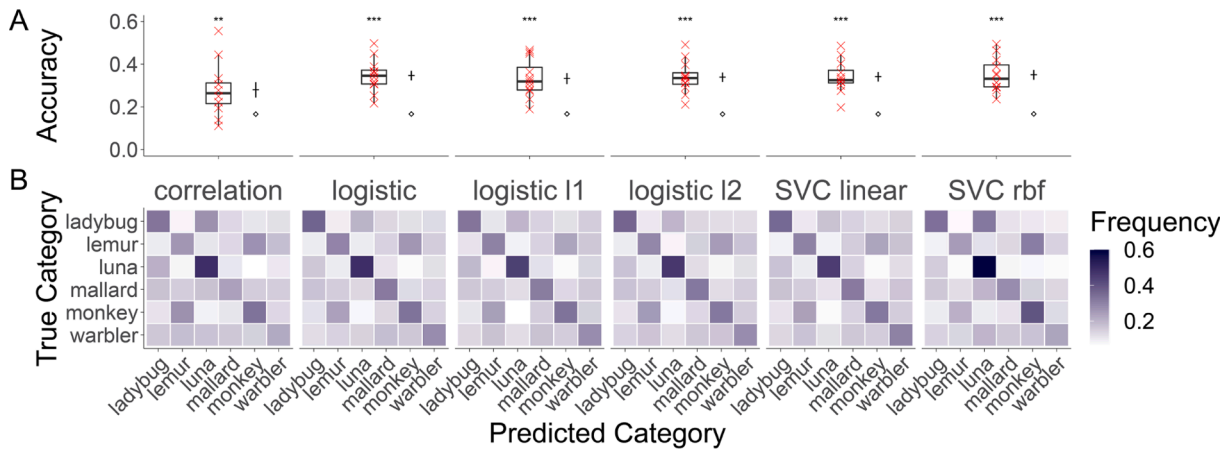 A
Accuracy
0.6
0.4
0.2
0.0
** *** *** *** *** ***
B
correlation logistic logistic l1 logistic l2 SVC linear SVC rbf
True Category
ladybug
lemur
luna
mallard
monkey
warbler
ladybug lemur luna mallard monkey warbler
ladybug lemur luna mallard monkey warbler
ladybug lemur luna mallard monkey warbler
ladybug lemur luna mallard monkey warbler
ladybug lemur luna mallard monkey warbler
ladybug lemur luna mallard monkey warbler
Predicted Category
Frequency
0.6
0.4
0.2